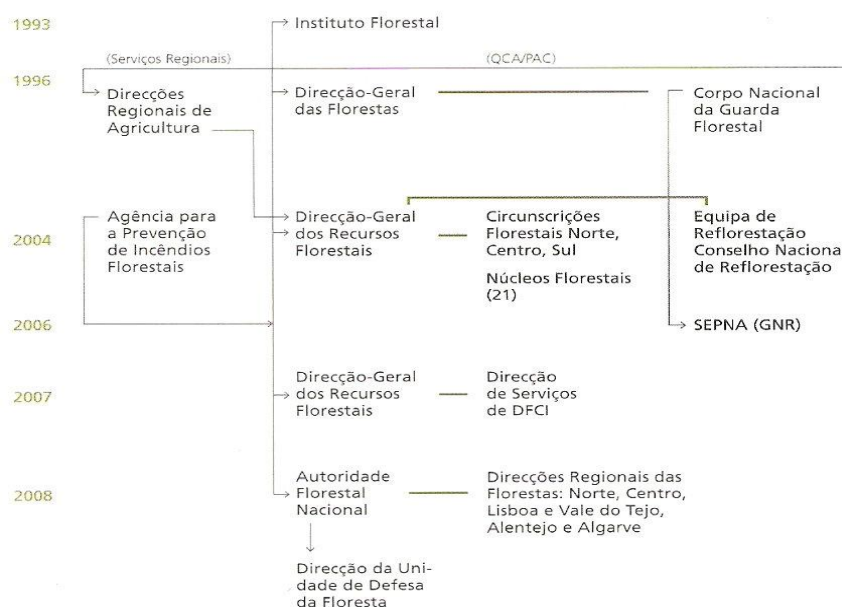 1993
Instituto Florestal
(Serviços Regionais)
(QCA/PAC)
1996
Direcções
Regionais de
Agricultura
Direcção-Geral
das Florestas
Corpo Nacional
da Guarda
Florestal
2004
Agência para
a Prevenção
de Incêndios
Florestais
Direcção-Geral
dos Recursos
Florestais
Circunscrições
Florestais Norte,
Centro, Sul
Núcleos Florestais
(21)
Equipa de
Reflorestação
Conselho Nacional
de Reflorestação
2006
SEPNA (GNR)
2007
Direcção-Geral
dos Recursos
Florestais
Direcção
de Serviços
de DFCI
2008
Autoridade
Florestal
Nacional
Direcções Regionais das
Florestas: Norte, Centro,
Lisboa e Vale do Tejo,
Alentejo e Algarve
Direcção da Uni-
dade de Defesa
da Floresta